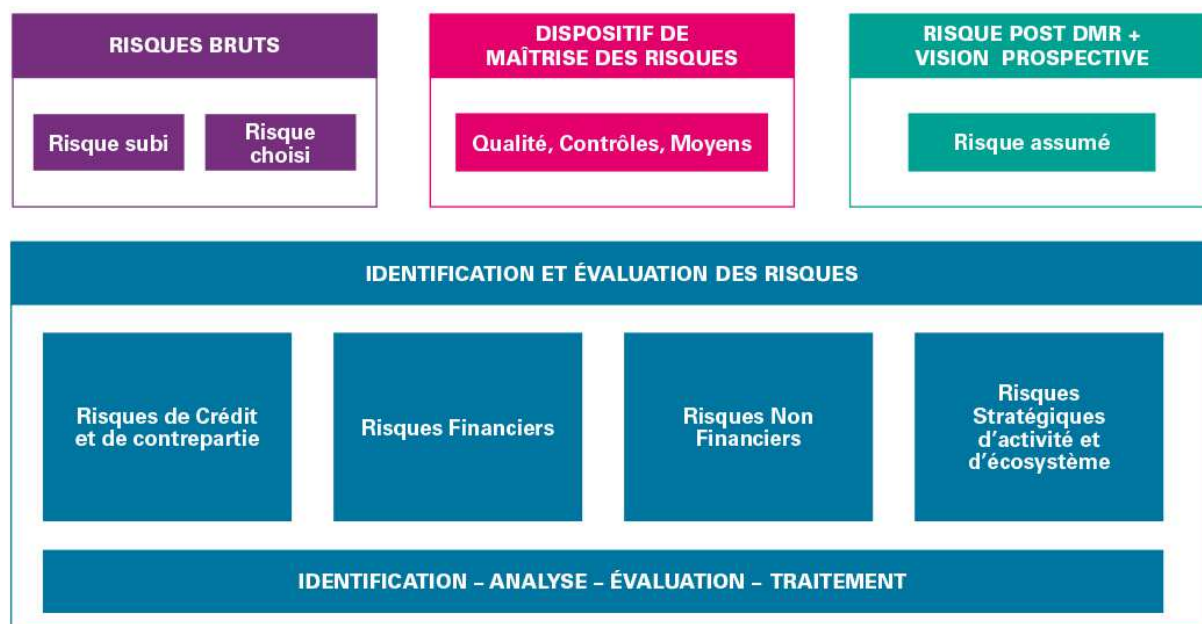 RISQUES BRUTS
Risque subi
Risque
choisi
DISPOSITIF DE
MAÎTRISE DES RISQUES
Qualité, Contrôles, Moyens
RISQUE POST DMR +
VISION PROSPECTIVE
Risque assumé
IDENTIFICATION ET ÉVALUATION DES RISQUES
Risques de Crédit
et de contrepartie
Risques Financiers
Risques Non
Financiers
Risques
Stratégiques
d'activité et
d'écosystème
IDENTIFICATION – ANALYSE – ÉVALUATION – TRAITEMENT